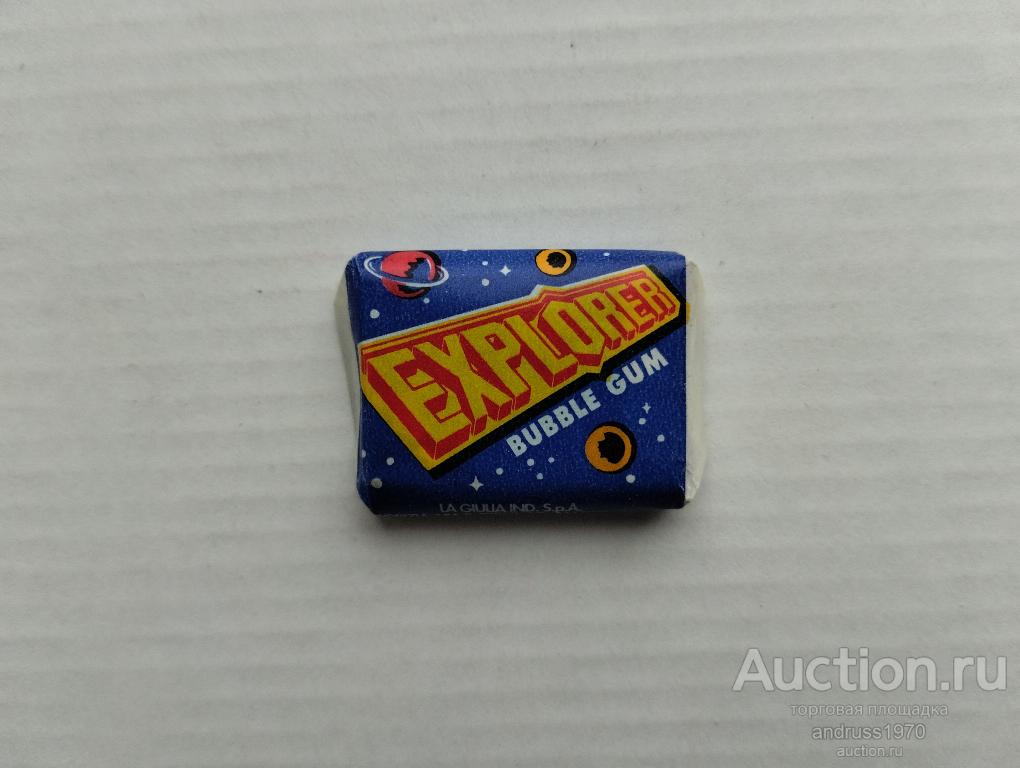 EXPLORER
BUBBLE GUM
LA GIULIA IND. S.p.A.
Auction.ru
торговая площадка
andruss1970
auction.ru